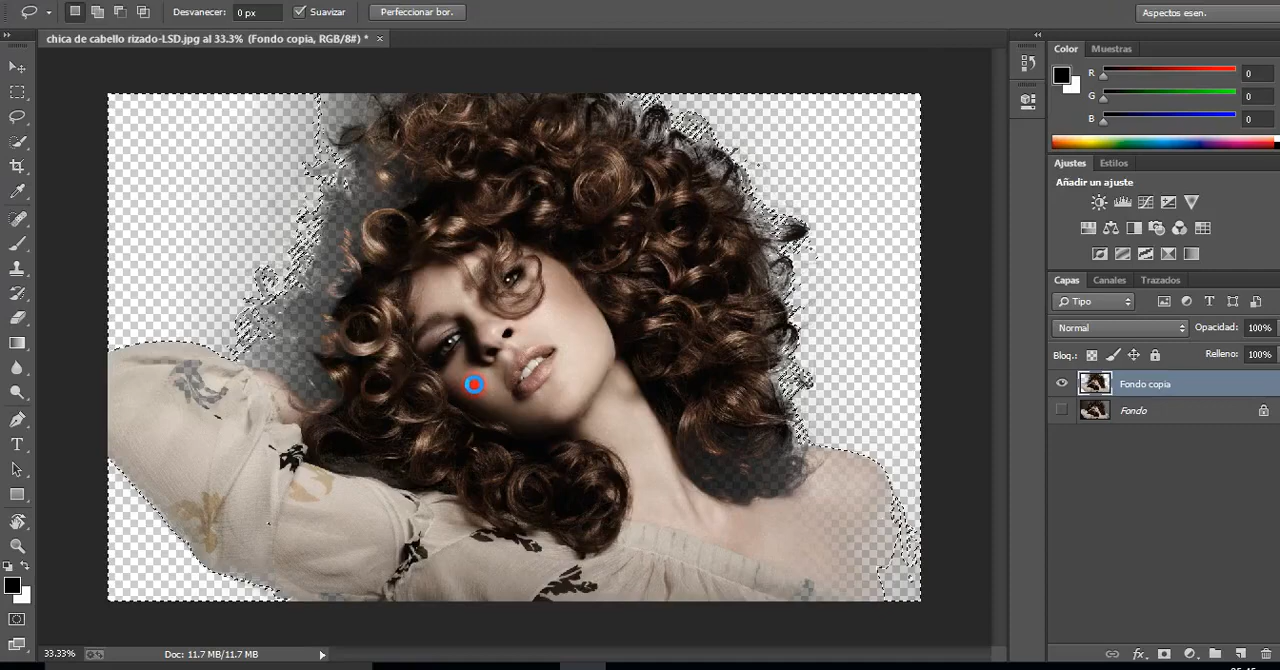 Desvanecer: 0 px Suavizar Perfeccionar bor. Aspectos esen.
chica de cabello rizado-LSD.jpg al 33.3% (Fondo copia, RGB/8#) * ×
Color Muestras
R 0
G 0
B 0
Ajustes Estilos
Añadir un ajuste
Capas Canales Trazados
Tipo
Normal Opacidad: 100%
Bloq.: Relleno: 100%
Fondo copia
Fondo
33.33% Doc: 11.7 MB/11.7 MB